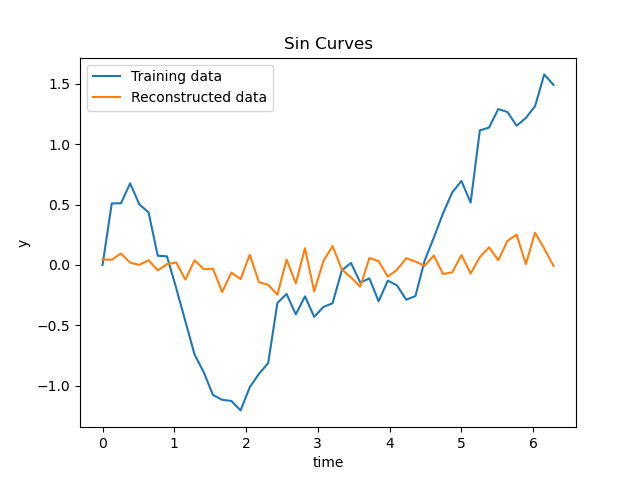 Sin Curves
Training data
Reconstructed data
1.5
1.0
0.5
0.0
−0.5
−1.0
y
0 1 2 3 4 5 6
time